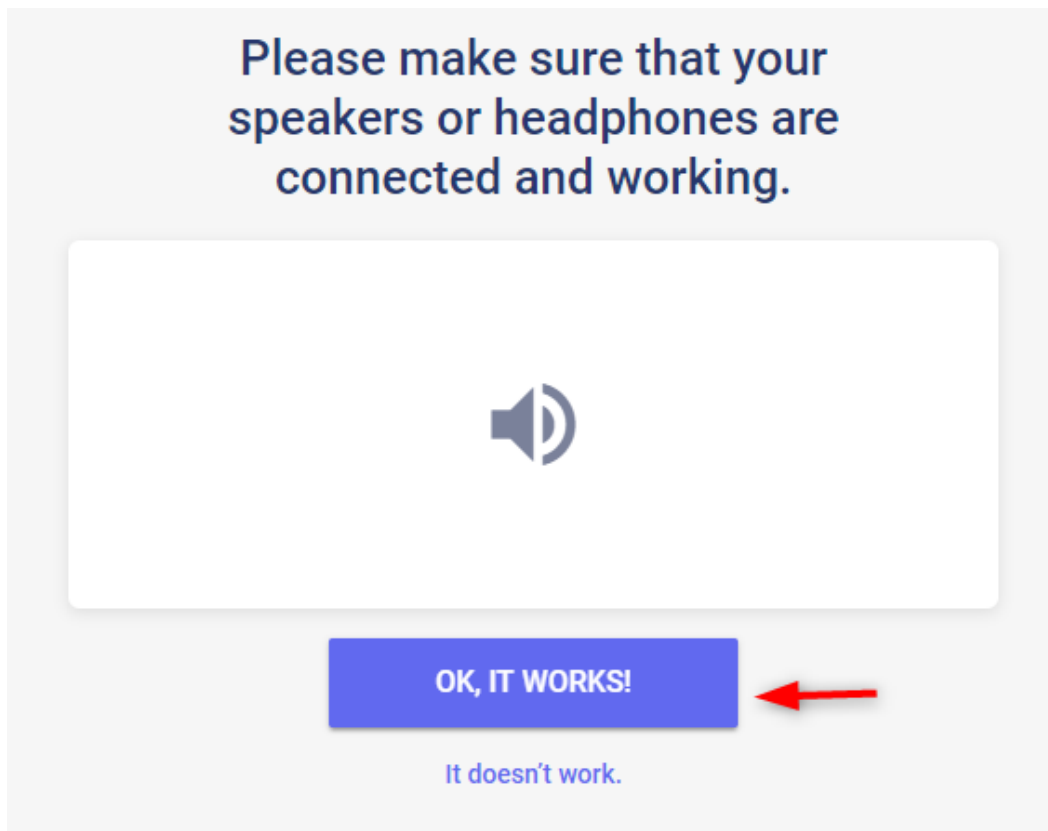 Please make sure that your
speakers or headphones are
connected and working.
OK, IT WORKS!
It doesn't work.